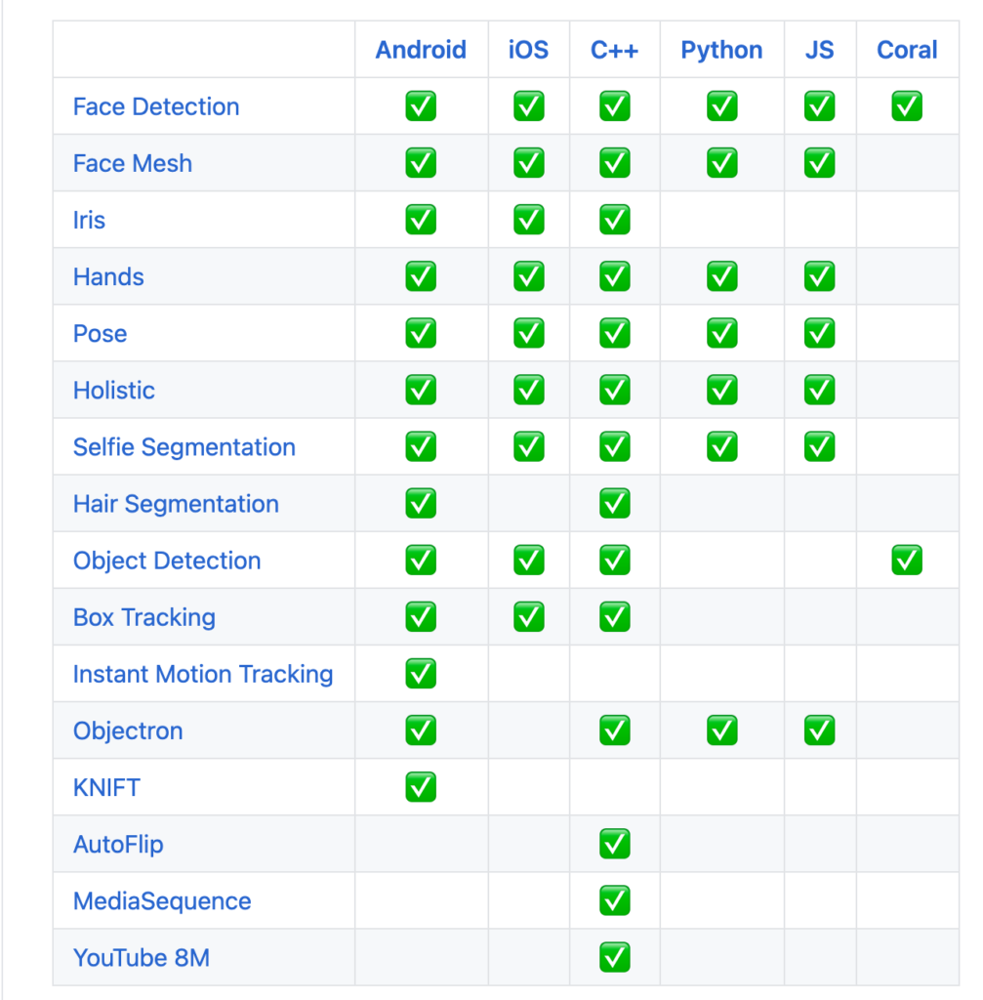 Android iOS C++ Python JS Coral
Face Detection ✅ ✅ ✅ ✅ ✅ ✅
Face Mesh ✅ ✅ ✅ ✅ ✅
Iris ✅ ✅ ✅
Hands ✅ ✅ ✅ ✅ ✅
Pose ✅ ✅ ✅ ✅ ✅
Holistic ✅ ✅ ✅ ✅ ✅
Selfie Segmentation ✅ ✅ ✅ ✅ ✅
Hair Segmentation ✅ ✅
Object Detection ✅ ✅ ✅ ✅
Box Tracking ✅ ✅ ✅
Instant Motion Tracking ✅
Objectron ✅ ✅ ✅ ✅
KNIFT ✅
AutoFlip ✅
MediaSequence ✅
YouTube 8M ✅